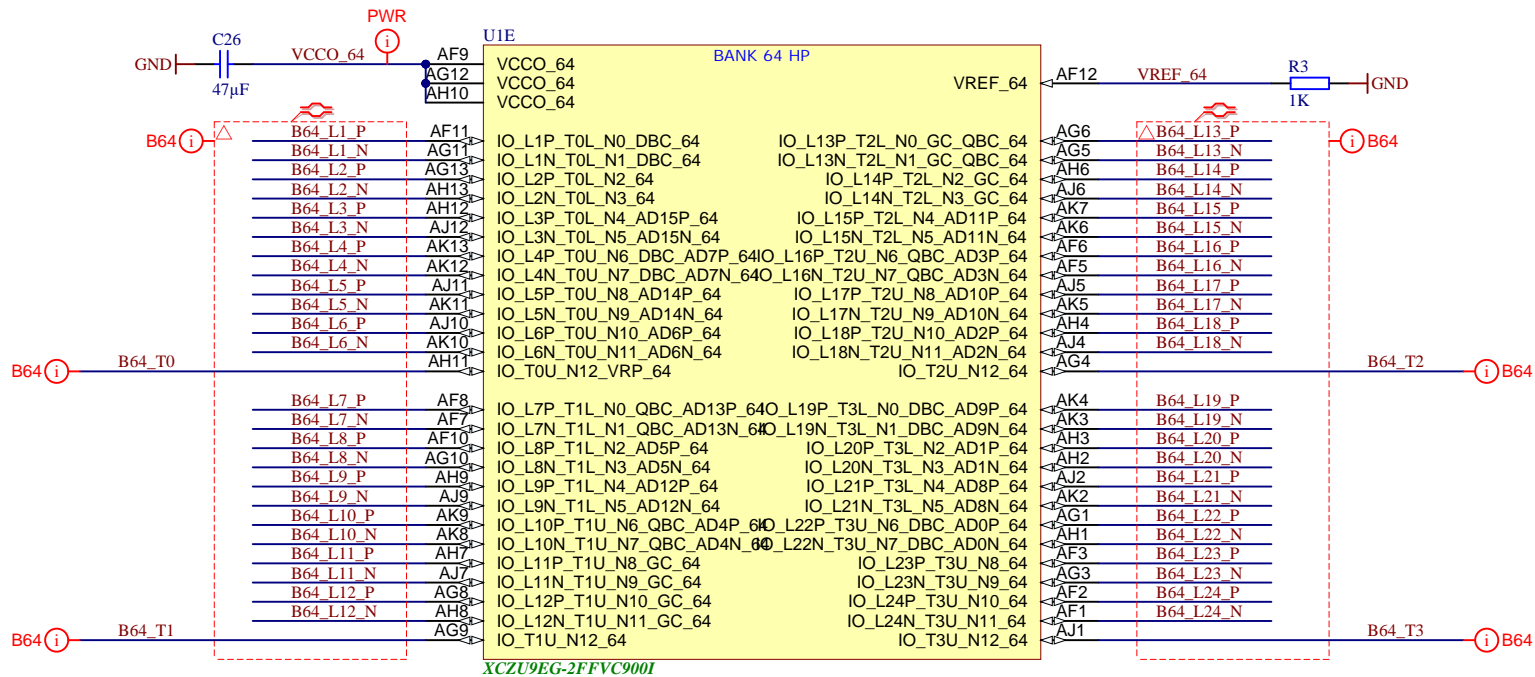 PWR
C26
U1E
GND
VCCO_64
47µF
BANK 64 HP
AF9 VCCO_64
AG12 VCCO_64
AH10 VCCO_64
VREF_64 AF12 VREF_64
R3
1K
GND
B64
B64
B64_L1_P AF11 IO_L1P_T0L_N0_DBC_64 IO_L13P_T2L_N0_GC_QBC_64 AG6 B64_L13_P
B64_L1_N AG11 IO_L1N_T0L_N1_DBC_64 IO_L13N_T2L_N1_GC_QBC_64 AG5 B64_L13_N
B64_L2_P AG13 IO_L2P_T0L_N2_64 IO_L14P_T2L_N2_GC_64 AH6 B64_L14_P
B64_L2_N AH13 IO_L2N_T0L_N3_64 IO_L14N_T2L_N3_GC_64 AJ6 B64_L14_N
B64_L3_P AH12 IO_L3P_T0L_N4_AD15P_64 IO_L15P_T2L_N4_AD11P_64 AK7 B64_L15_P
B64_L3_N AJ12 IO_L3N_T0L_N5_AD15N_64 IO_L15N_T2L_N5_AD11N_64 AK6 B64_L15_N
B64_L4_P AK13 IO_L4P_T0U_N6_DBC_AD7P_64 IO_L16P_T2U_N6_QBC_AD3P_64 AF6 B64_L16_P
B64_L4_N AK12 IO_L4N_T0U_N7_DBC_AD7N_64 IO_L16N_T2U_N7_QBC_AD3N_64 AF5 B64_L16_N
B64_L5_P AJ11 IO_L5P_T0U_N8_AD14P_64 IO_L17P_T2U_N8_AD10P_64 AJ5 B64_L17_P
B64_L5_N AK11 IO_L5N_T0U_N9_AD14N_64 IO_L17N_T2U_N9_AD10N_64 AK5 B64_L17_N
B64_L6_P AJ10 IO_L6P_T0U_N10_AD6P_64 IO_L18P_T2U_N10_AD2P_64 AH4 B64_L18_P
B64_L6_N AK10 IO_L6N_T0U_N11_AD6N_64 IO_L18N_T2U_N11_AD2N_64 AJ4 B64_L18_N
B64 B64_T0 AH11 IO_T0U_N12_VRP_64 IO_T2U_N12_64 AG4 B64_T2 B64
B64_L7_P AF8 IO_L7P_T1L_N0_QBC_AD13P_64 IO_L19P_T3L_N0_DBC_AD9P_64 AK4 B64_L19_P
B64_L7_N AF7 IO_L7N_T1L_N1_QBC_AD13N_64 IO_L19N_T3L_N1_DBC_AD9N_64 AK3 B64_L19_N
B64_L8_P AF10 IO_L8P_T1L_N2_AD5P_64 IO_L20P_T3L_N2_AD1P_64 AH3 B64_L20_P
B64_L8_N AG10 IO_L8N_T1L_N3_AD5N_64 IO_L20N_T3L_N3_AD1N_64 AH2 B64_L20_N
B64_L9_P AH9 IO_L9P_T1L_N4_AD12P_64 IO_L21P_T3L_N4_AD8P_64 AJ2 B64_L21_P
B64_L9_N AJ9 IO_L9N_T1L_N5_AD12N_64 IO_L21N_T3L_N5_AD8N_64 AK2 B64_L21_N
B64_L10_P AK9 IO_L10P_T1U_N6_QBC_AD4P_64 IO_L22P_T3U_N6_DBC_AD0P_64 AG1 B64_L22_P
B64_L10_N AK8 IO_L10N_T1U_N7_QBC_AD4N_64 IO_L22N_T3U_N7_DBC_AD0N_64 AH1 B64_L22_N
B64_L11_P AH7 IO_L11P_T1U_N8_GC_64 IO_L23P_T3U_N8_64 AF3 B64_L23_P
B64_L11_N AJ7 IO_L11N_T1U_N9_GC_64 IO_L23N_T3U_N9_64 AG3 B64_L23_N
B64_L12_P AG8 IO_L12P_T1U_N10_GC_64 IO_L24P_T3U_N10_64 AF2 B64_L24_P
B64_L12_N AH8 IO_L12N_T1U_N11_GC_64 IO_L24N_T3U_N11_64 AF1 B64_L24_N
B64 B64_T1 AG9 IO_T1U_N12_64 IO_T3U_N12_64 AJ1 B64_T3 B64
XCZU9EG-2FFVC900I